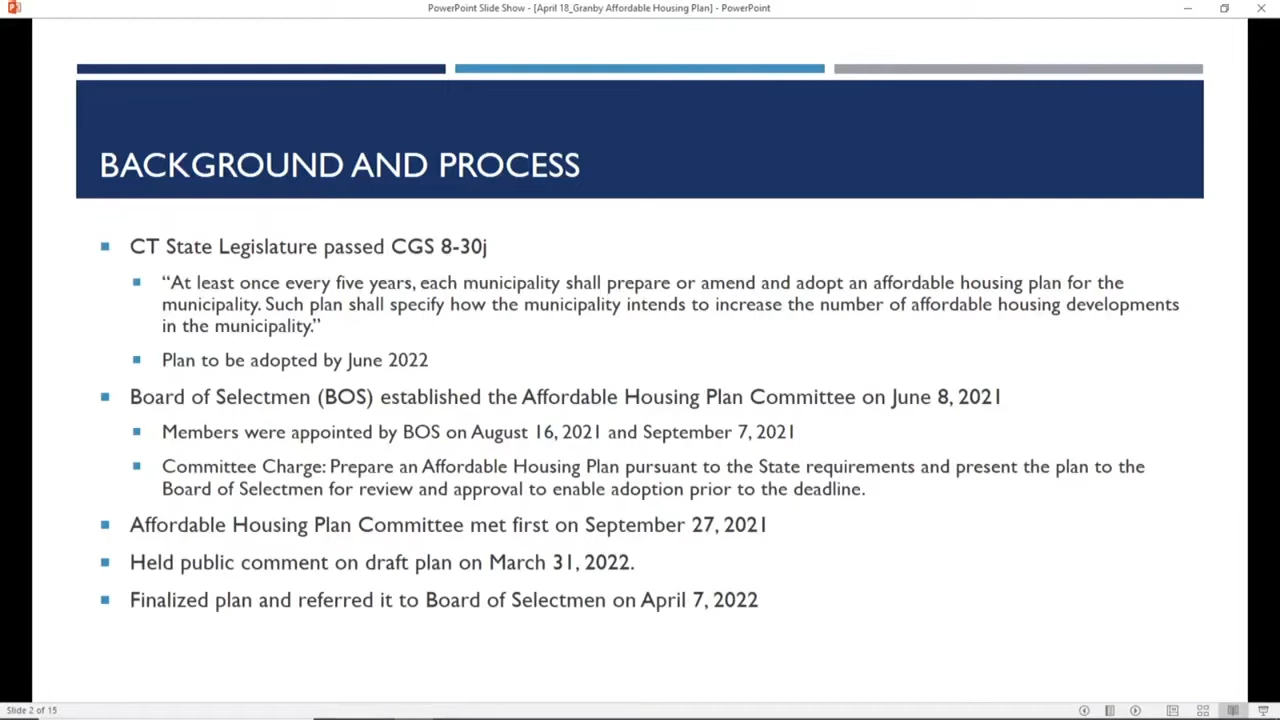 PowerPoint Slide Show - [April 18_Granby Affordable Housing Plan] - PowerPoint
BACKGROUND AND PROCESS
CT State Legislature passed CGS 8-30j
“At least once every five years, each municipality shall prepare or amend and adopt an affordable housing plan for the
municipality. Such plan shall specify how the municipality intends to increase the number of affordable housing developments
in the municipality.”
Plan to be adopted by June 2022
Board of Selectmen (BOS) established the Affordable Housing Plan Committee on June 8, 2021
Members were appointed by BOS on August 16, 2021 and September 7, 2021
Committee Charge: Prepare an Affordable Housing Plan pursuant to the State requirements and present the plan to the
Board of Selectmen for review and approval to enable adoption prior to the deadline.
Affordable Housing Plan Committee met first on September 27, 2021
Held public comment on draft plan on March 31, 2022.
Finalized plan and referred it to Board of Selectmen on April 7, 2022
Slide 2 of 15